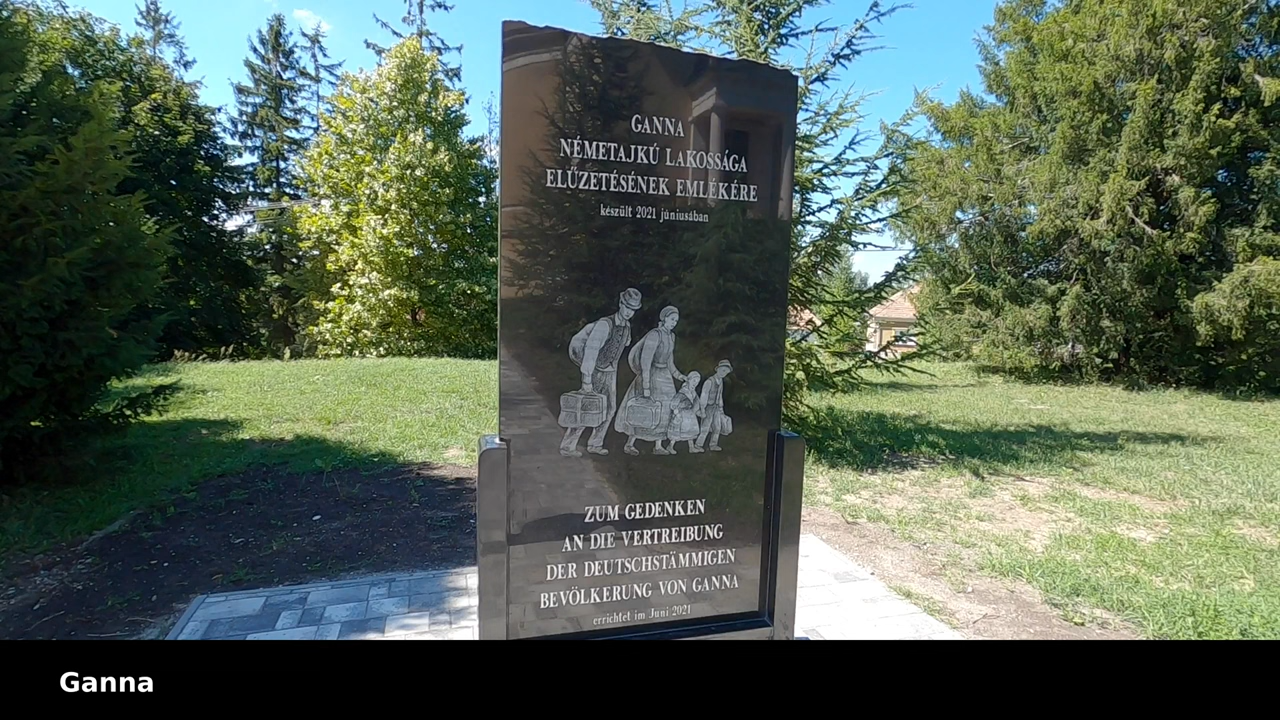 GANNA
NÉMETAJKÚ LAKOSSÁGA
ELŰZETÉSÉNEK EMLÉKÉRE
készült 2021 júniusában
ZUM GEDENKEN
AN DIE VERTREIBUNG
DER DEUTSCHSTÄMMIGEN
BEVÖLKERUNG VON GANNA
errichtet im Juni 2021
Ganna